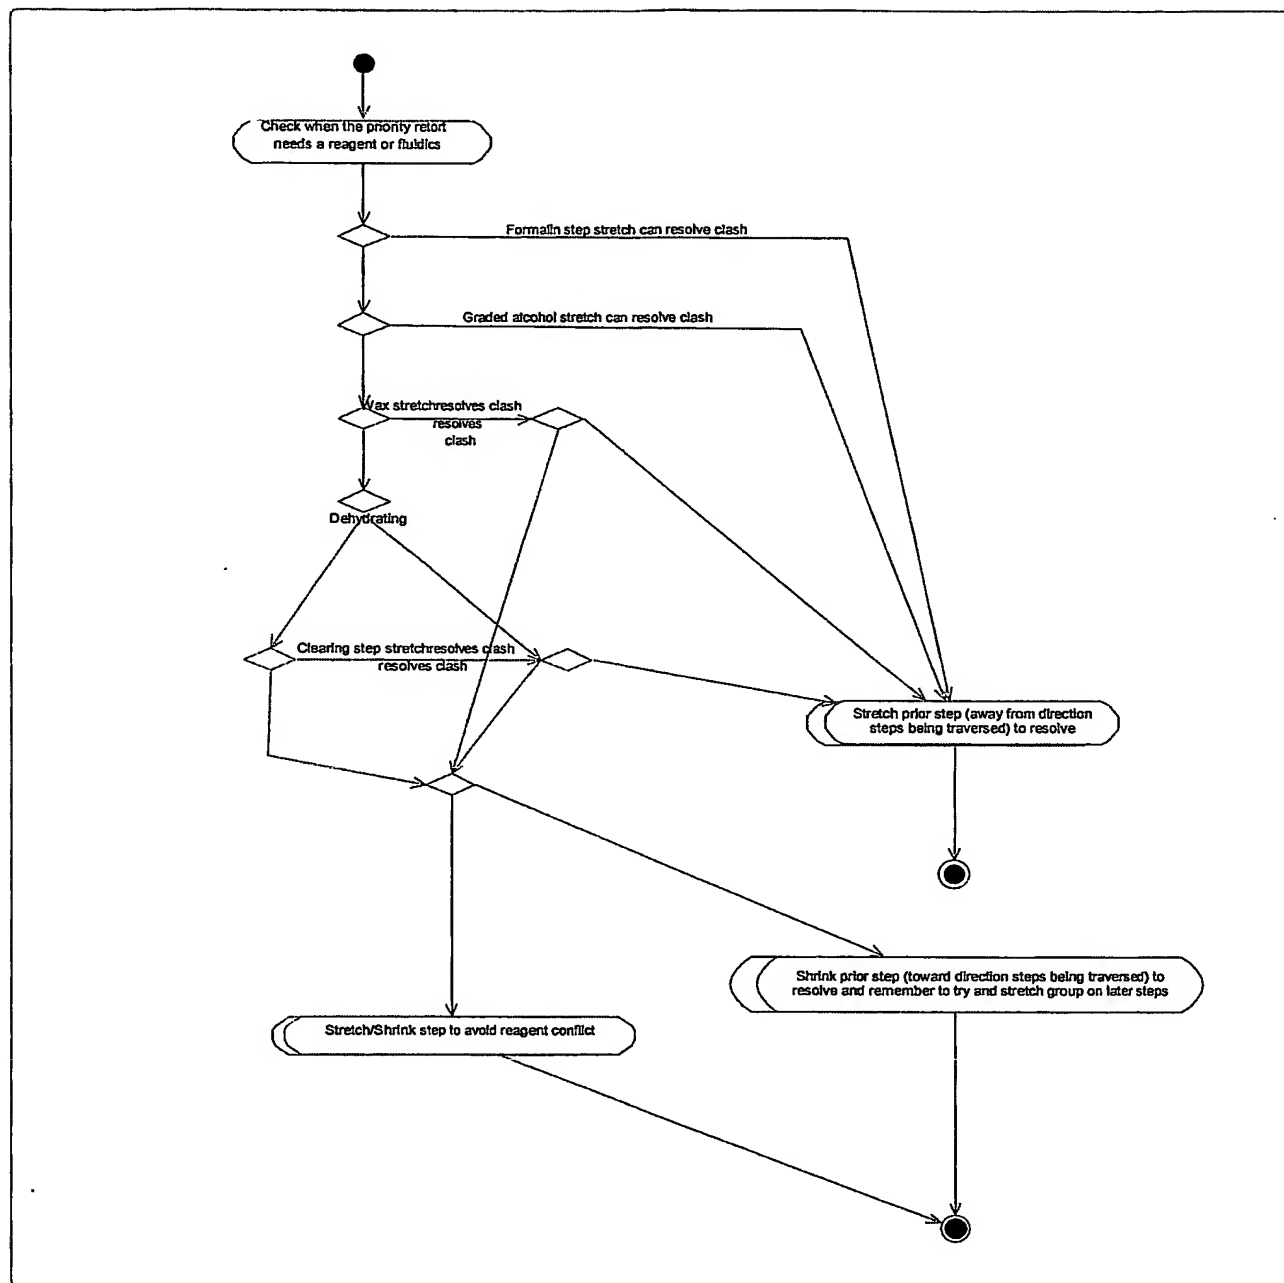 Check when the priority retort
needs a reagent or fluidics
Formalin step stretch can resolve clash
Graded alcohol stretch can resolve clash
Wax stretchresolves clash
resolves
clash
Dehydrating
Clearing step stretchresolves clash
resolves clash
Stretch prior step (away from direction
steps being traversed) to resolve
Shrink prior step (toward direction steps being traversed) to
resolve and remember to try and stretch group on later steps
Stretch/Shrink step to avoid reagent conflict